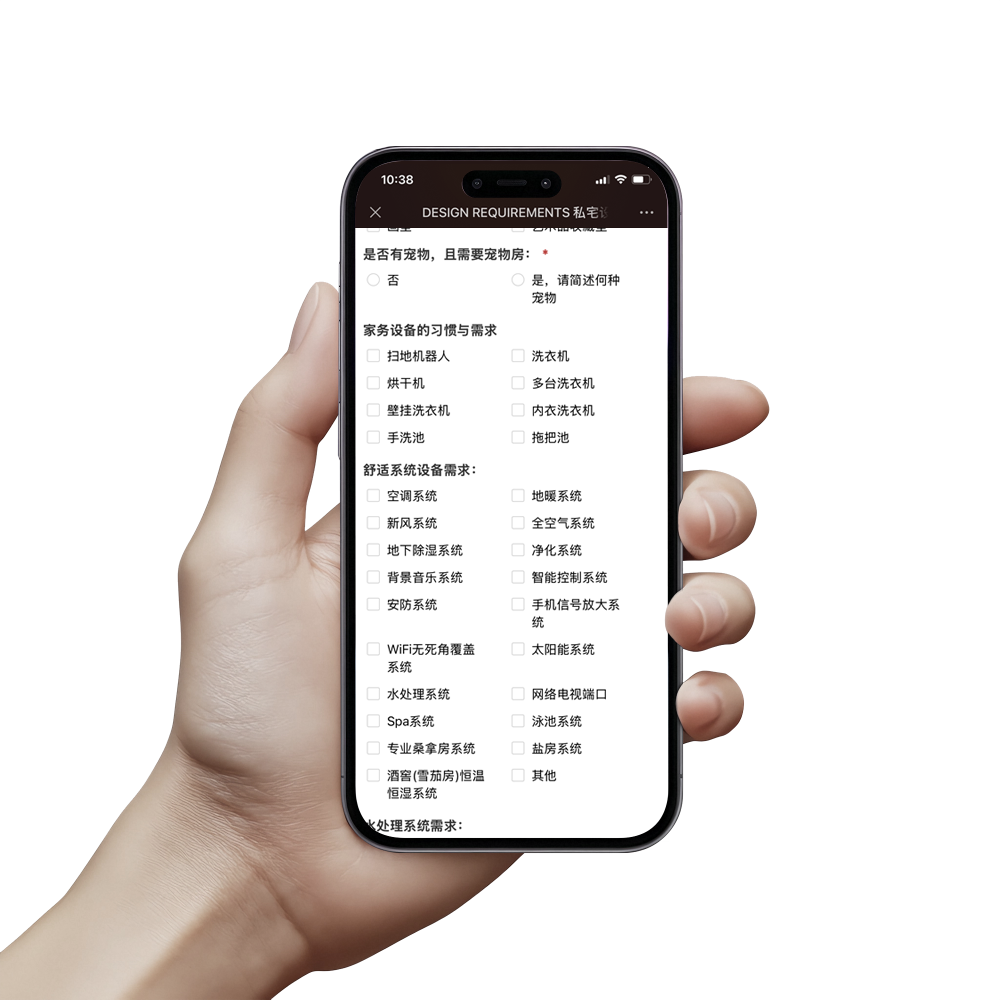 10:38
DESIGN REQUIREMENTS 私宅设
是否有宠物，且需要宠物房： *
否
是，请简述何种
宠物
家务设备的习惯与需求
扫地机器人 洗衣机
烘干机 多台洗衣机
壁挂洗衣机 内衣洗衣机
手洗池 拖把池
舒适系统设备需求：
空调系统 地暖系统
新风系统 全空气系统
地下除湿系统 净化系统
背景音乐系统 智能控制系统
安防系统 手机信号放大系
统
WiFi无死角覆盖 太阳能系统
系统
水处理系统 网络电视端口
Spa系统 泳池系统
专业桑拿房系统 盐房系统
酒窖(雪茄房)恒温 其他
恒湿系统
水处理系统需求：